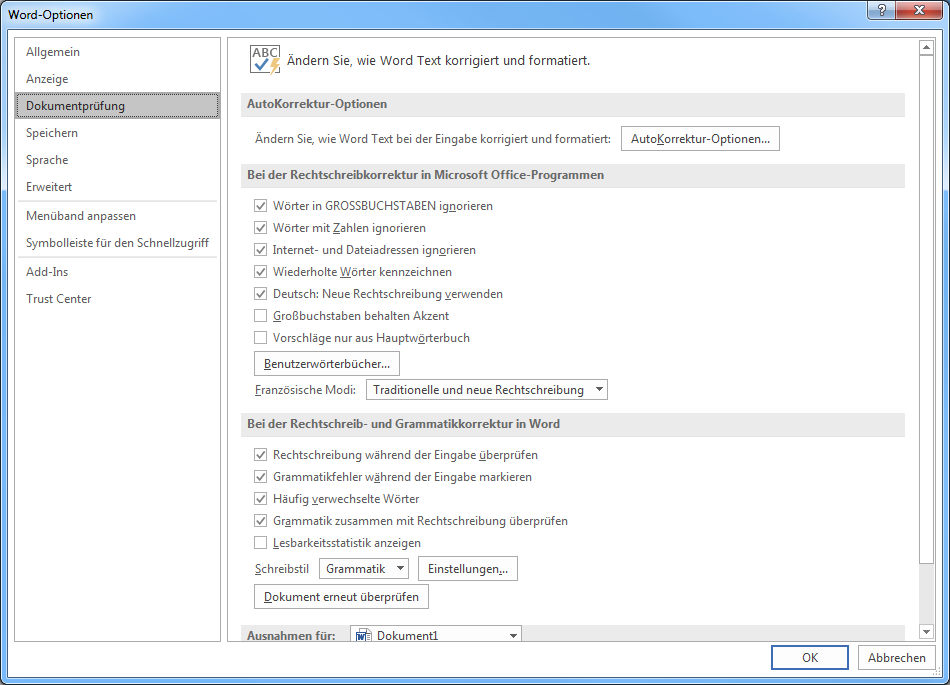 Word-Optionen
?
Allgemein
Anzeige
Dokumentprüfung
Speichern
Sprache
Erweitert
Menüband anpassen
Symbolleiste für den Schnellzugriff
Add-Ins
Trust Center
ABC
Ändern Sie, wie Word Text korrigiert und formatiert.
AutoKorrektur-Optionen
Ändern Sie, wie Word Text bei der Eingabe korrigiert und formatiert: AutoKorrektur-Optionen...
Bei der Rechtschreibkorrektur in Microsoft Office-Programmen
Wörter in GROSSBUCHSTABEN ignorieren
Wörter mit Zahlen ignorieren
Internet- und Dateiadressen ignorieren
Wiederholte Wörter kennzeichnen
Deutsch: Neue Rechtschreibung verwenden
Großbuchstaben behalten Akzent
Vorschläge nur aus Hauptwörterbuch
Benutzerwörterbücher...
Französische Modi: Traditionelle und neue Rechtschreibung
Bei der Rechtschreib- und Grammatikkorrektur in Word
Rechtschreibung während der Eingabe überprüfen
Grammatikfehler während der Eingabe markieren
Häufig verwechselte Wörter
Grammatik zusammen mit Rechtschreibung überprüfen
Lesbarkeitsstatistik anzeigen
Schreibstil Grammatik Einstellungen...
Dokument erneut überprüfen
Ausnahmen für: Dokument1
OK Abbrechen